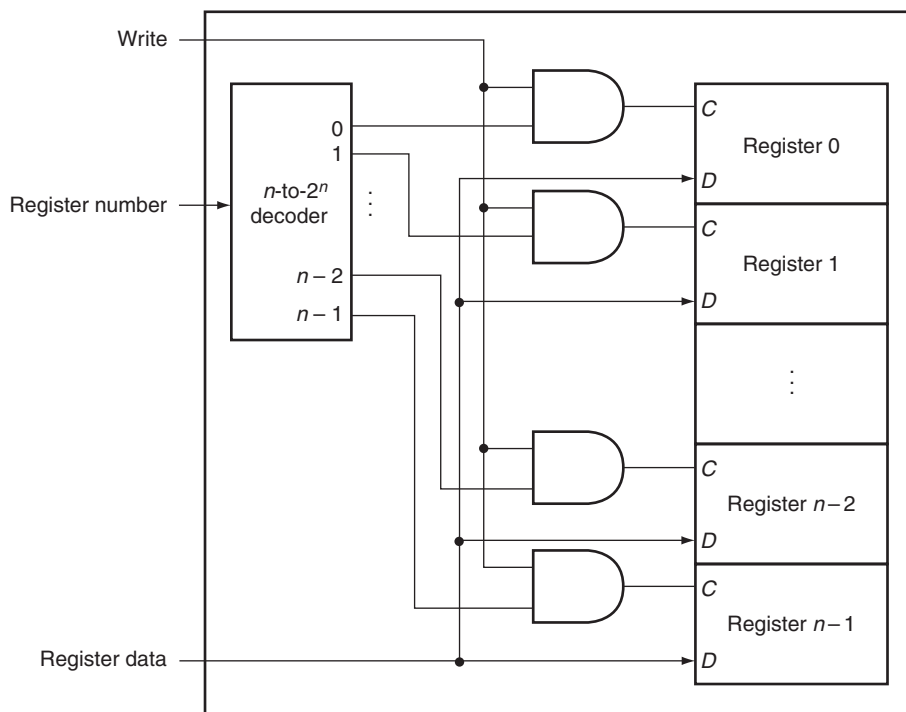 Write
C
0
Register 0
1
n-to-2ⁿ
decoder
⋮
D
Register number
C
Register 1
n – 2
D
n – 1
⋮
C
Register n – 2
D
C
Register n – 1
Register data
D